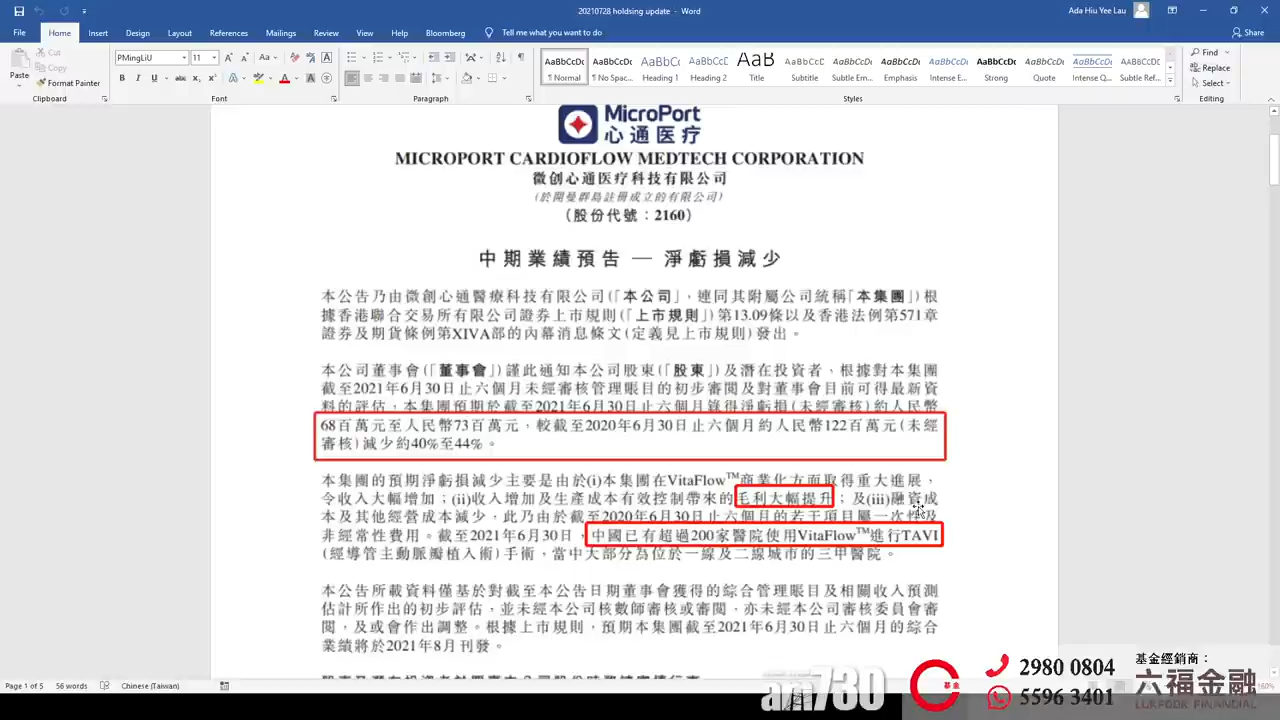 20210728 holding update - Word
Ada Hiu Yee Lau
File Home Insert Design Layout References Mailings Review View Help Bloomberg Tell me what you want to do Share
Paste
Cut
Copy
Format Painter
PMingLiU 11
AaBbCcDc AaBbCcDc AaBbCc AaBbCcC AaB AaBbCcD AaBbCcDc AaBbCcDc AaBbCcDc AaBbCcDc AaBbCcDc AaBbCcDc AABBCCDC
¶ Normal ¶ No Spac... Heading 1 Heading 2 Title Subtitle Subtle Em... Emphasis Intense E... Strong Quote Intense Q... Subtle Ref...
Find
Replace
Select
Clipboard Font Paragraph Styles Editing
MicroPort
心通医疗
MICROPORT CARDIOFLOW MEDTECH CORPORATION
微创心通医疗科技有限公司
(於開曼群島註冊成立的有限公司)
(股份代號：2160)
中期業績預告 — 淨虧損減少
本公告乃由微創心通醫療科技有限公司(「本公司」，連同其附屬公司統稱「本集團」)根
據香港聯合交易所有限公司證券上市規則(「上市規則」)第13.09條以及香港法例第571章
證券及期貨條例第XIVA部的內幕消息條文(定義見上市規則)發出。
本公司董事會(「董事會」)謹此通知本公司股東(「股東」)及潛在投資者，根據對本集團
截至2021年6月30日止六個月未經審核管理賬目的初步審閱及對董事會目前可得最新資
料的評估，本集團預期於截至2021年6月30日止六個月錄得淨虧損(未經審核)約人民幣
68百萬元至人民幣73百萬元，較截至2020年6月30日止六個月約人民幣122百萬元(未經
審核)減少約40%至44%。
本集團的預期淨虧損減少主要是由於(i)本集團在VitaFlow™商業化方面取得重大進展，
令收入大幅增加；(ii)收入增加及生產成本有效控制帶來的毛利大幅提升；及(iii)融資成
本及其他經營成本減少，此乃由於截至2020年6月30日止六個月的若干項目屬一次性及
非經常性費用。截至2021年6月30日，中國已有超過200家醫院使用VitaFlow™進行TAVI
(經導管主動脈瓣植入術)手術，當中大部分為位於一線及二線城市的三甲醫院。
本公告所載資料僅基於對截至本公告日期董事會獲得的綜合管理賬目及相關收入預測
估計所作出的初步評估，並未經本公司核數師審核或審閱，亦未經本公司審核委員會審
閱，及或會作出調整。根據上市規則，預期本集團截至2021年6月30日止六個月的綜合
業績將於2021年8月刊發。
Page 1 of 5 56 words Chinese (Taiwan)
am730
基金
2980 0804
5596 3401
基金經銷商：
六福金融
LUKFOOK FINANCIAL